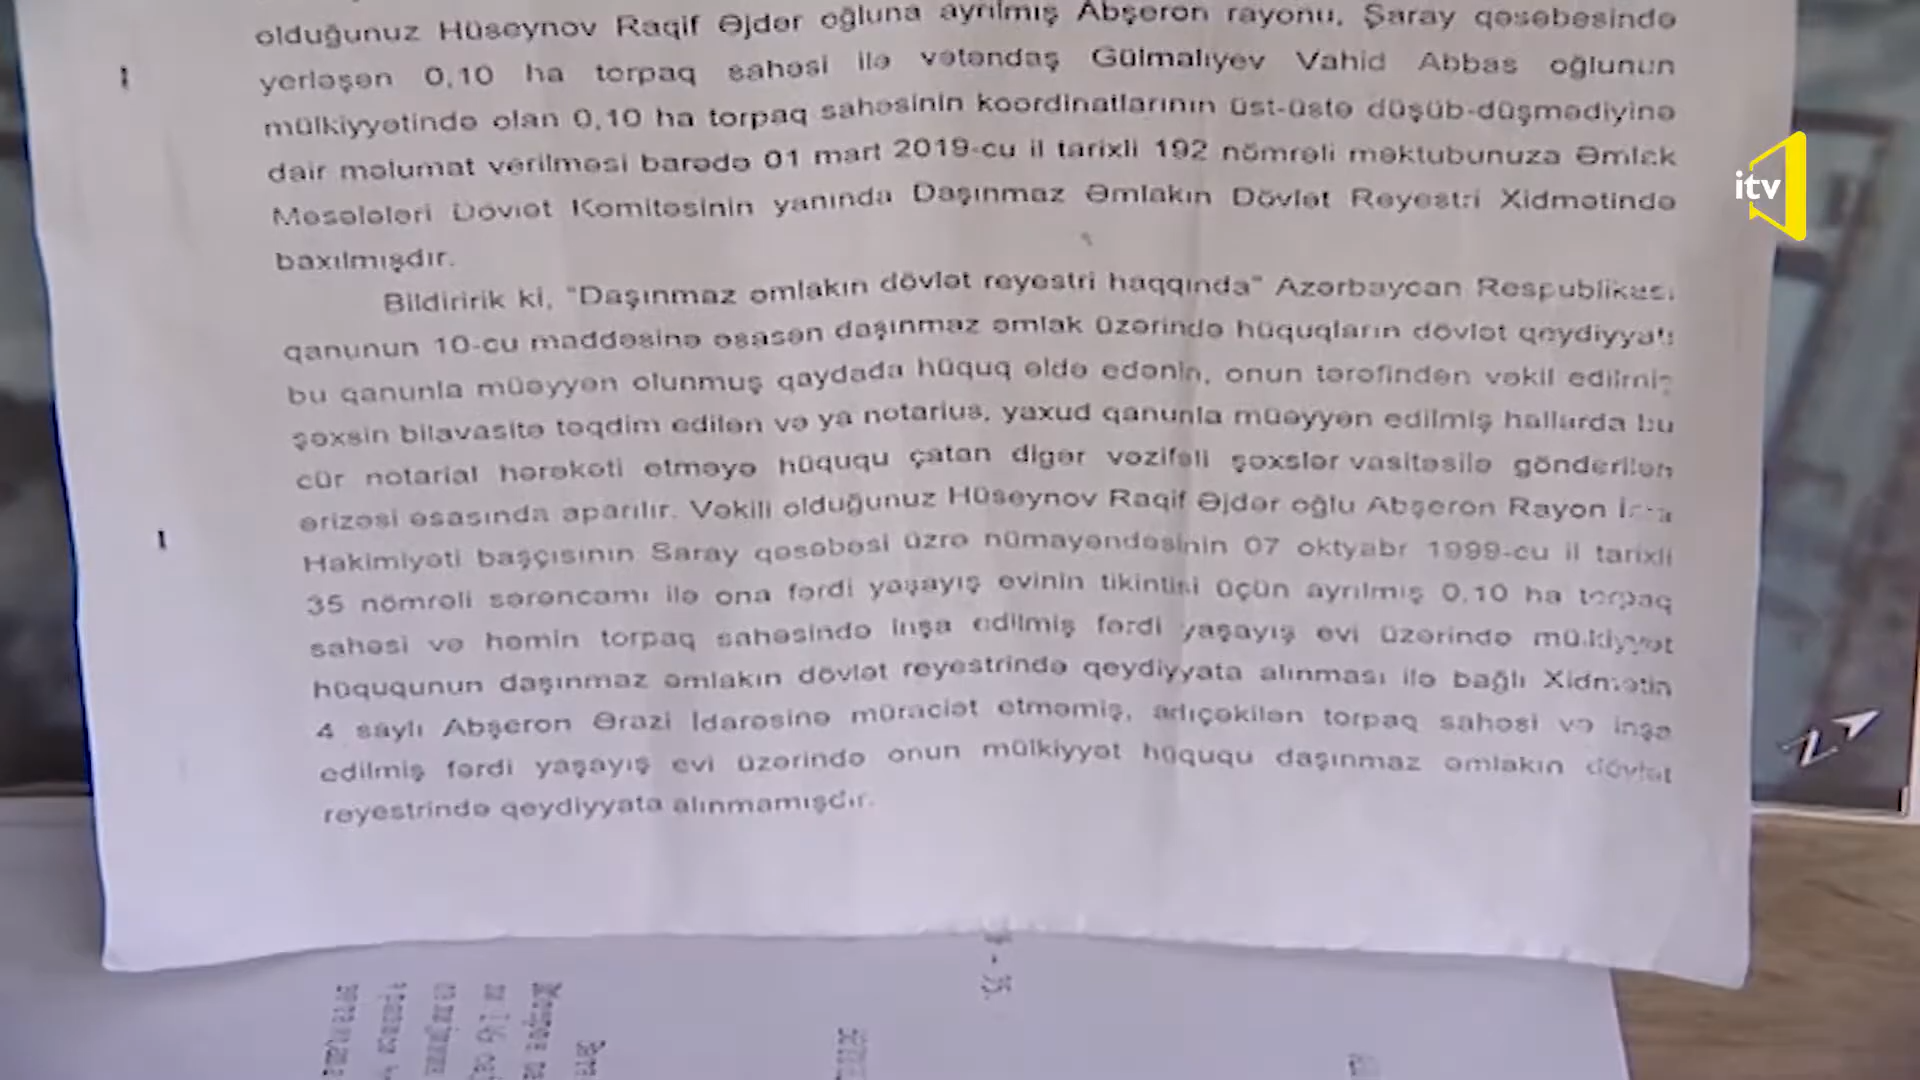 olduğunuz Hüseynov Raqif Əjdər oğluna ayrılmış Abşeron rayonu, Şaray qəsəbəsində
yerləşən 0,10 ha torpaq sahəsi ilə vətəndaş Gülmalıyev Vahid Abbas oğlunun
mülkiyyətində olan 0,10 ha torpaq sahəsinin koordinatlarının üst-üstə düşüb-düşmədiyinə
dair məlumat verilməsi barədə 01 mart 2019-cu il tarixli 192 nömrəli məktubunuza Əmlak
Məsələləri Dövlət Komitəsinin yanında Daşınmaz Əmlakın Dövlət Reyestri Xidmətində
baxılmışdır.
Bildiririk ki, "Daşınmaz əmlakın dövlət reyestri haqqında" Azərbaycan Respublikası
qanunun 10-cu maddəsinə əsasən daşınmaz əmlak üzərində hüquqların dövlət qeydiyyatı
bu qanunla müəyyən olunmuş qaydada hüquq əldə edənin, onun tərəfindən vəkil edilmiş
şəxsin bilavasitə təqdim edilən və ya notarius, yaxud qanunla müəyyən edilmiş hallarda bu
cür notarial hərəkəti etməyə hüququ çatan digər vəzifəli şəxslər vasitəsilə göndərilən
ərizəsi əsasında aparılır. Vəkili olduğunuz Hüseynov Raqif Əjdər oğlu Abşeron Rayon İcra
Hakimiyəti başçısının Saray qəsəbəsi üzrə nümayəndəsinin 07 oktyabr 1999-cu il tarixli
35 nömrəli sərəncamı ilə ona fərdi yaşayış evinin tikintisi üçün ayrılmış 0,10 ha torpaq
sahəsi və həmin torpaq sahəsində inşa edilmiş fərdi yaşayış evi üzərində mülkiyyət
hüququnun daşınmaz əmlakın dövlət reyestrində qeydiyyata alınması ilə bağlı Xidmətin
4 saylı Abşeron Ərazi İdarəsinə müraciət etməmiş, adıçəkilən torpaq sahəsi və inşa
edilmiş fərdi yaşayış evi üzərində onun mülkiyyət hüququ daşınmaz əmlakın dövlət
reyestrində qeydiyyata alınmamışdır.
itv